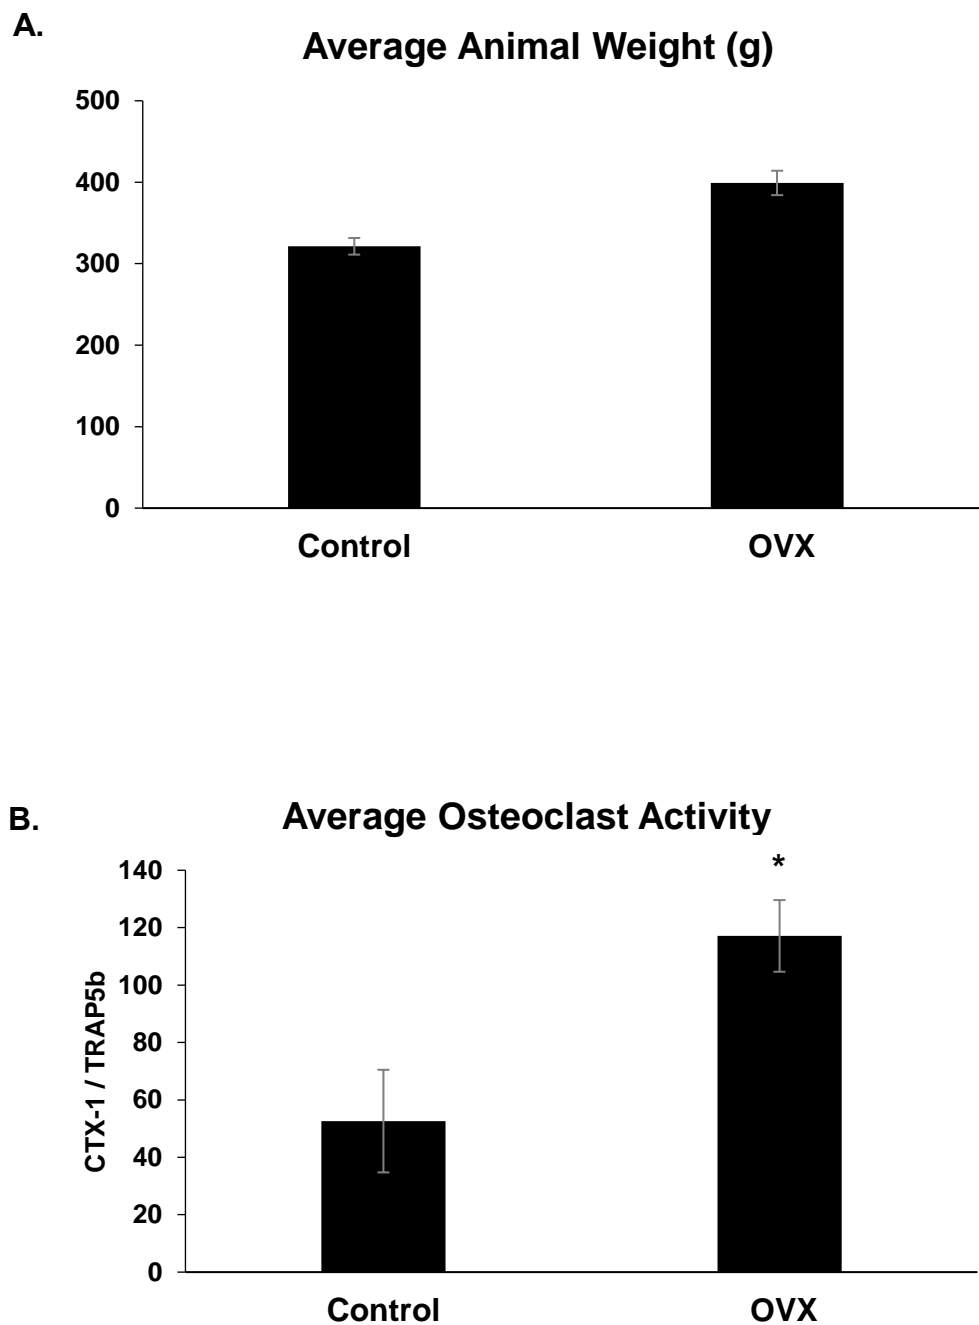 A.
Average Animal Weight (g)
500
400
300
200
100
0
Control OVX
B.
Average Osteoclast Activity
*
CTX-1 / TRAP5b
140
120
100
80
60
40
20
0
Control OVX